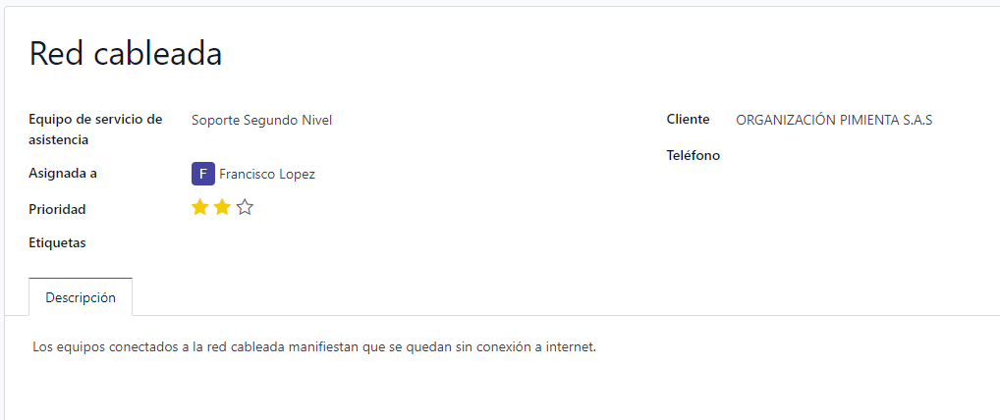 Red cableada
Equipo de servicio de
asistencia
Soporte Segundo Nivel
Asignada a
F Francisco Lopez
Prioridad
Etiquetas
Cliente
ORGANIZACIÓN PIMIENTA S.A.S
Teléfono
Descripción
Los equipos conectados a la red cableada manifiestan que se quedan sin conexión a internet.